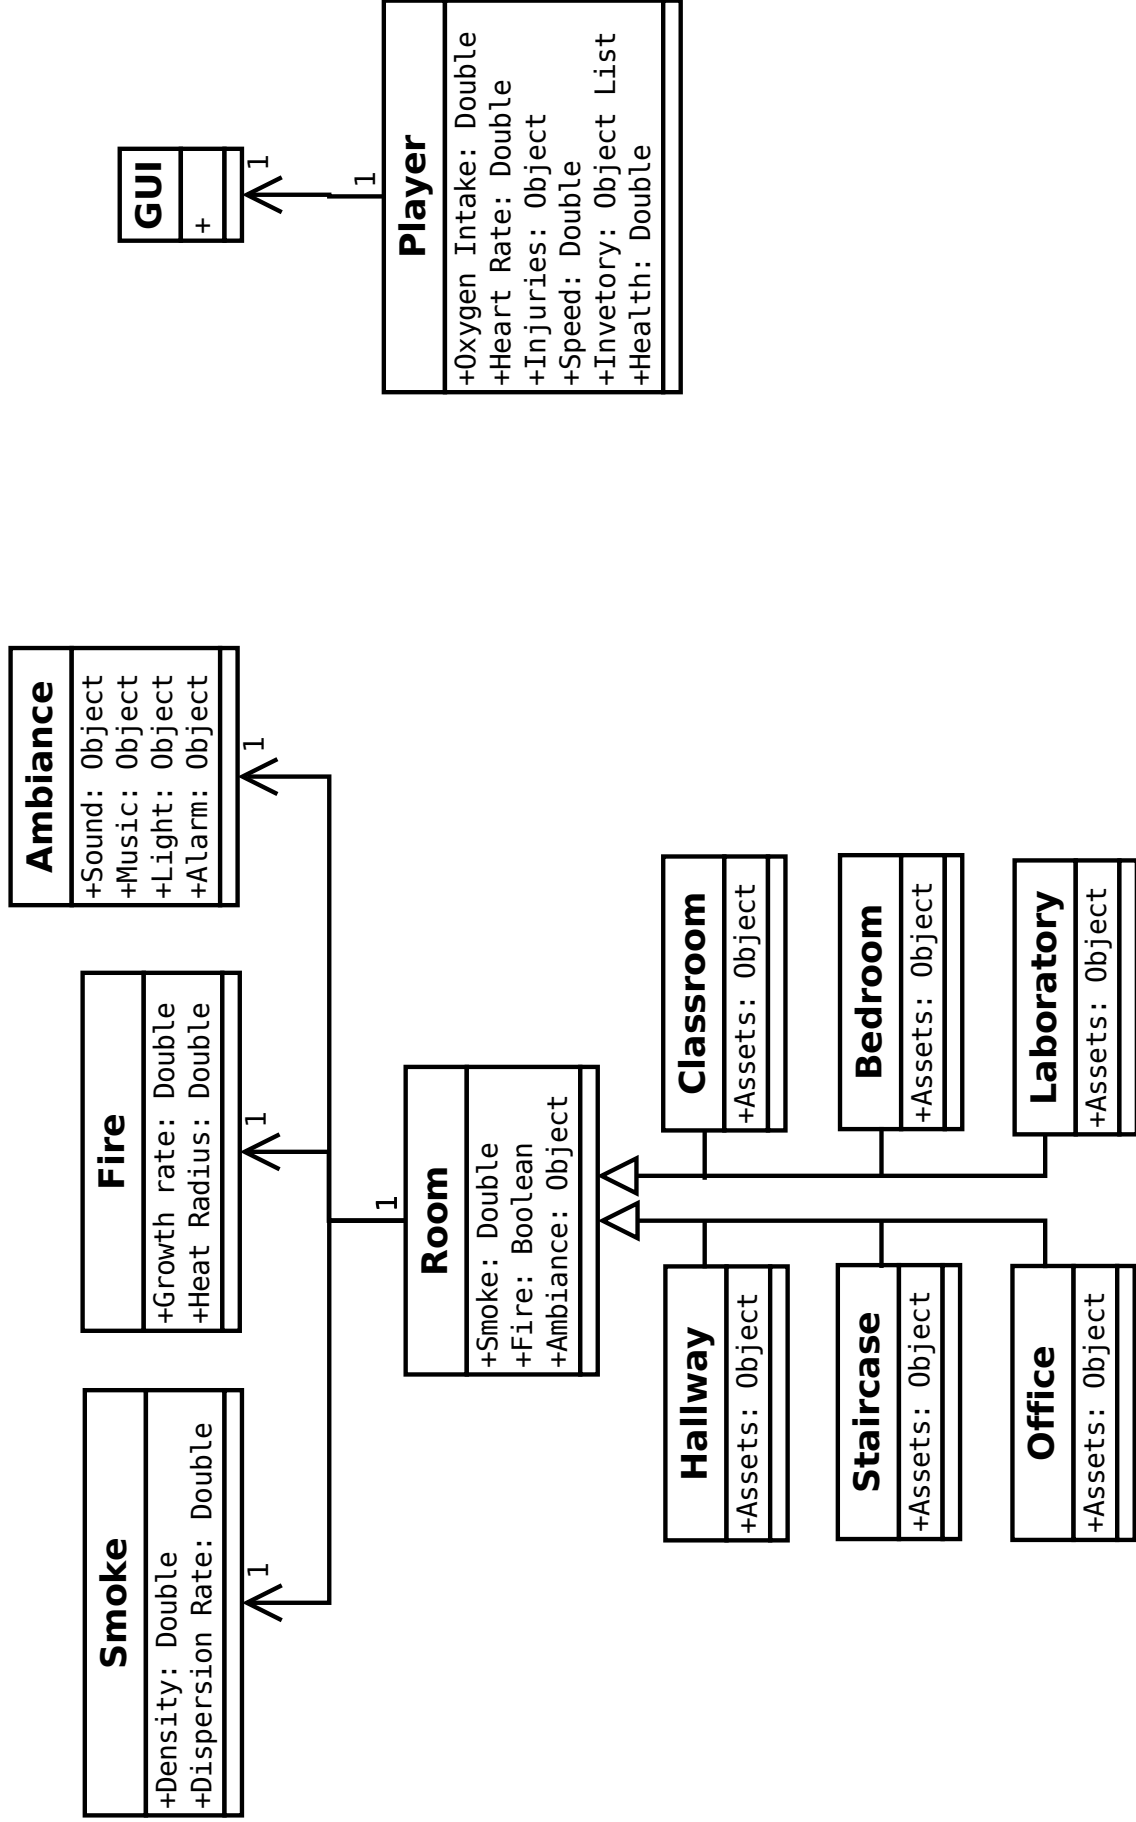 Smoke
+Density: Double
+Dispersion Rate: Double
1
Fire
+Growth rate: Double
+Heat Radius: Double
1
Ambiance
+Sound: Object
+Music: Object
+Light: Object
+Alarm: Object
1
GUI
+
1
1
Player
+Oxygen Intake: Double
+Heart Rate: Double
+Injuries: Object
+Speed: Double
+Invetory: Object List
+Health: Double
1
Room
+Smoke: Double
+Fire: Boolean
+Ambiance: Object
Hallway
+Assets: Object
Classroom
+Assets: Object
Staircase
+Assets: Object
Bedroom
+Assets: Object
Office
+Assets: Object
Laboratory
+Assets: Object